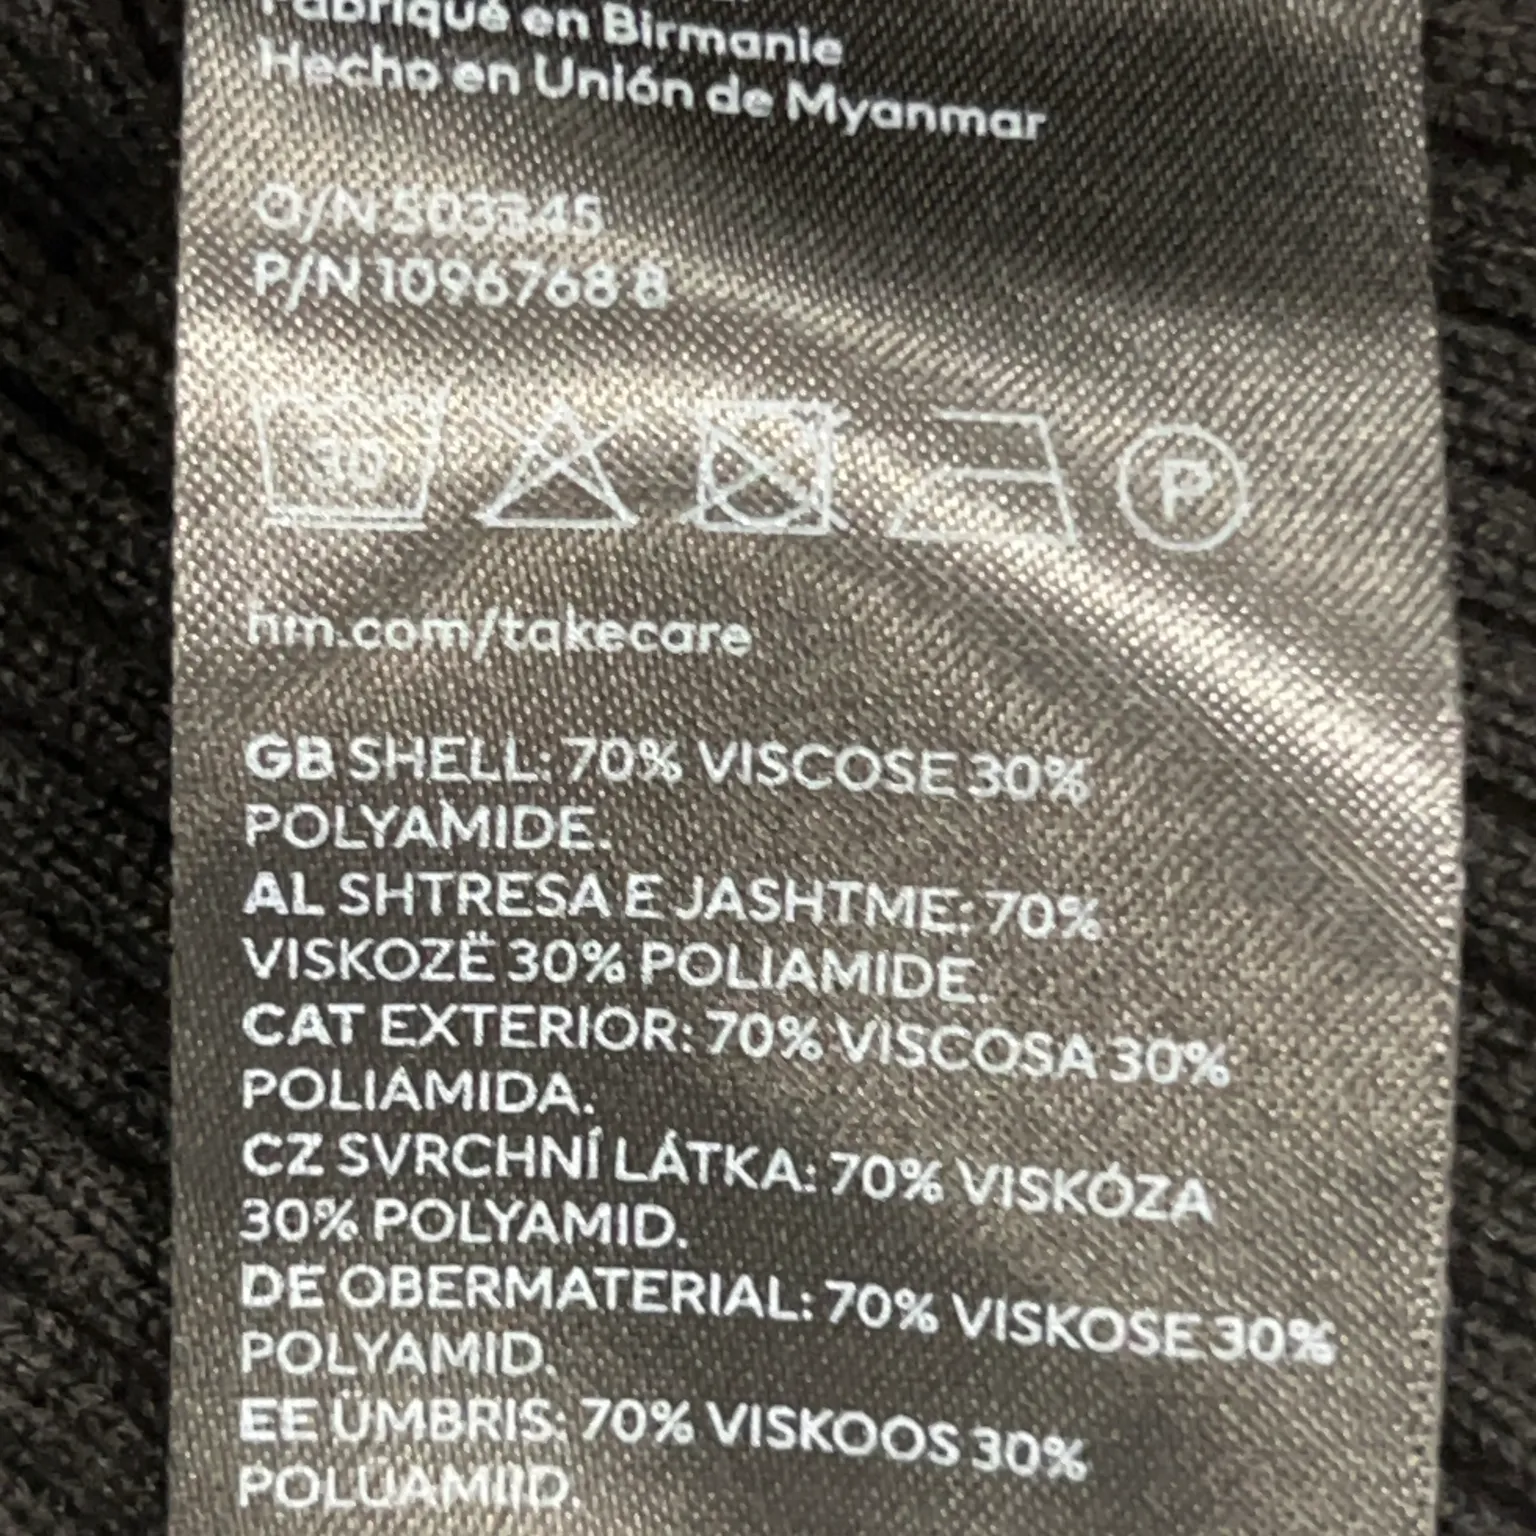 Fabriqué en Birmanie
Hecho en Unión de Myanmar
O/N 503345
P/N 1096768 8
30
P
hm.com/takecare
GB SHELL: 70% VISCOSE 30%
POLYAMIDE.
AL SHTRESA E JASHTME: 70%
VISKOZË 30% POLIAMIDE.
CAT EXTERIOR: 70% VISCOSA 30%
POLIAMIDA.
CZ SVRCHNÍ LÁTKA: 70% VISKÓZA
30% POLYAMID.
DE OBERMATERIAL: 70% VISKOSE 30%
POLYAMID.
EE ÜMBRIS: 70% VISKOOS 30%
POLÜAMIID.